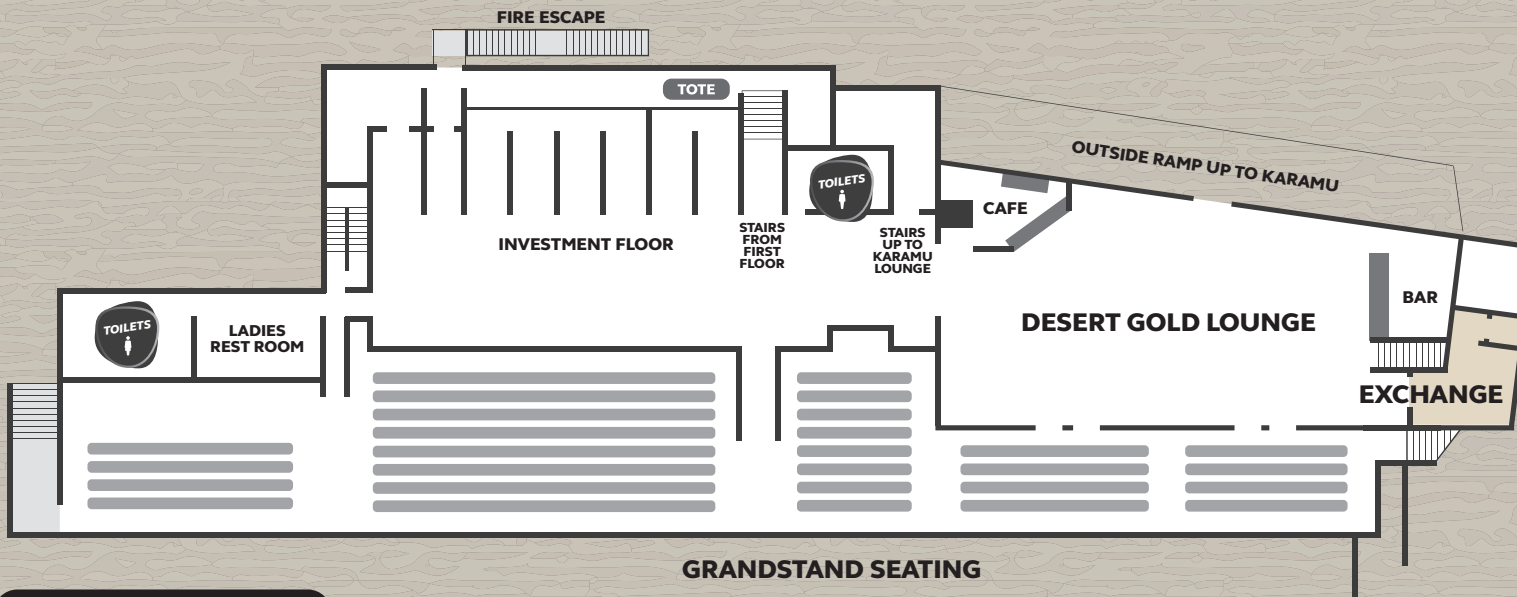 FIRE ESCAPE
TOTE
OUTSIDE RAMP UP TO KARAMU
TOILETS
CAFE
STAIRS
FROM
FIRST
FLOOR
STAIRS
UP TO
KARAMU
LOUNGE
INVESTMENT FLOOR
BAR
TOILETS
LADIES
REST ROOM
DESERT GOLD LOUNGE
EXCHANGE
GRANDSTAND SEATING